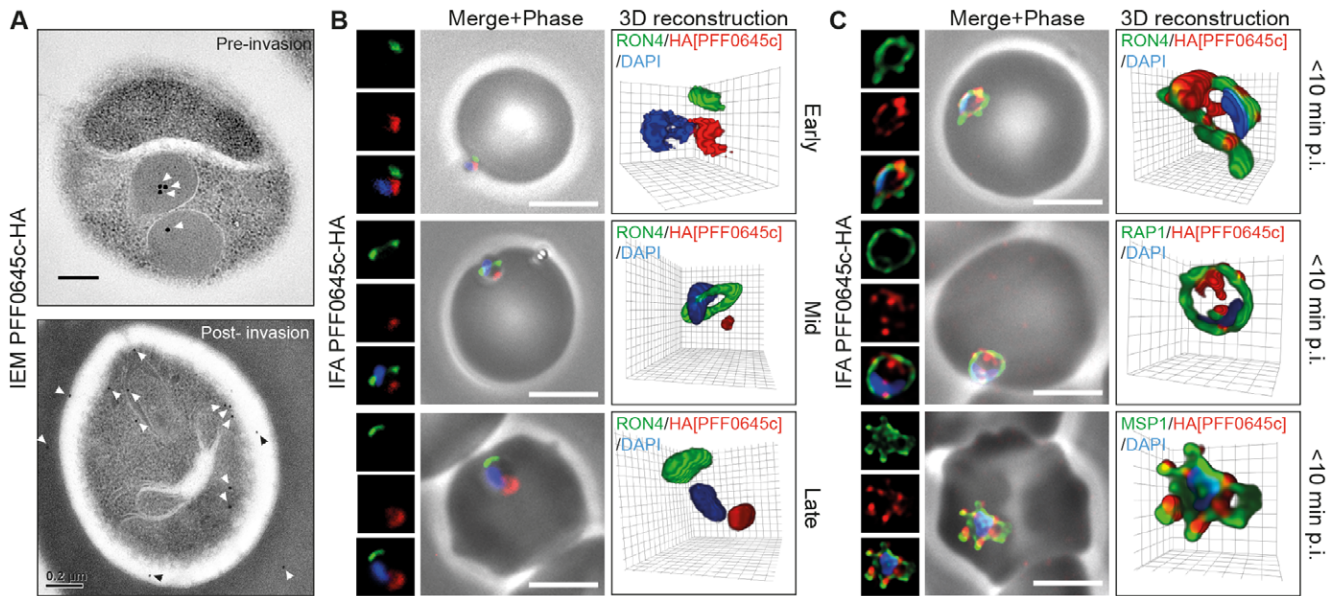 A
Pre-invasion
IEM PFF0645c-HA
Post- invasion
0.2 µm
B
Merge+Phase
3D reconstruction
IFA PFF0645c-HA
RON4/HA[PFF0645c]
/DAPI
Early
RON4/HA[PFF0645c]
/DAPI
Mid
RON4/HA[PFF0645c]
/DAPI
Late
C
Merge+Phase
3D reconstruction
IFA PFF0645c-HA
RON4/HA[PFF0645c]
/DAPI
<10 min p.i.
RAP1/HA[PFF0645c]
/DAPI
<10 min p.i.
MSP1/HA[PFF0645c]
/DAPI
<10 min p.i.